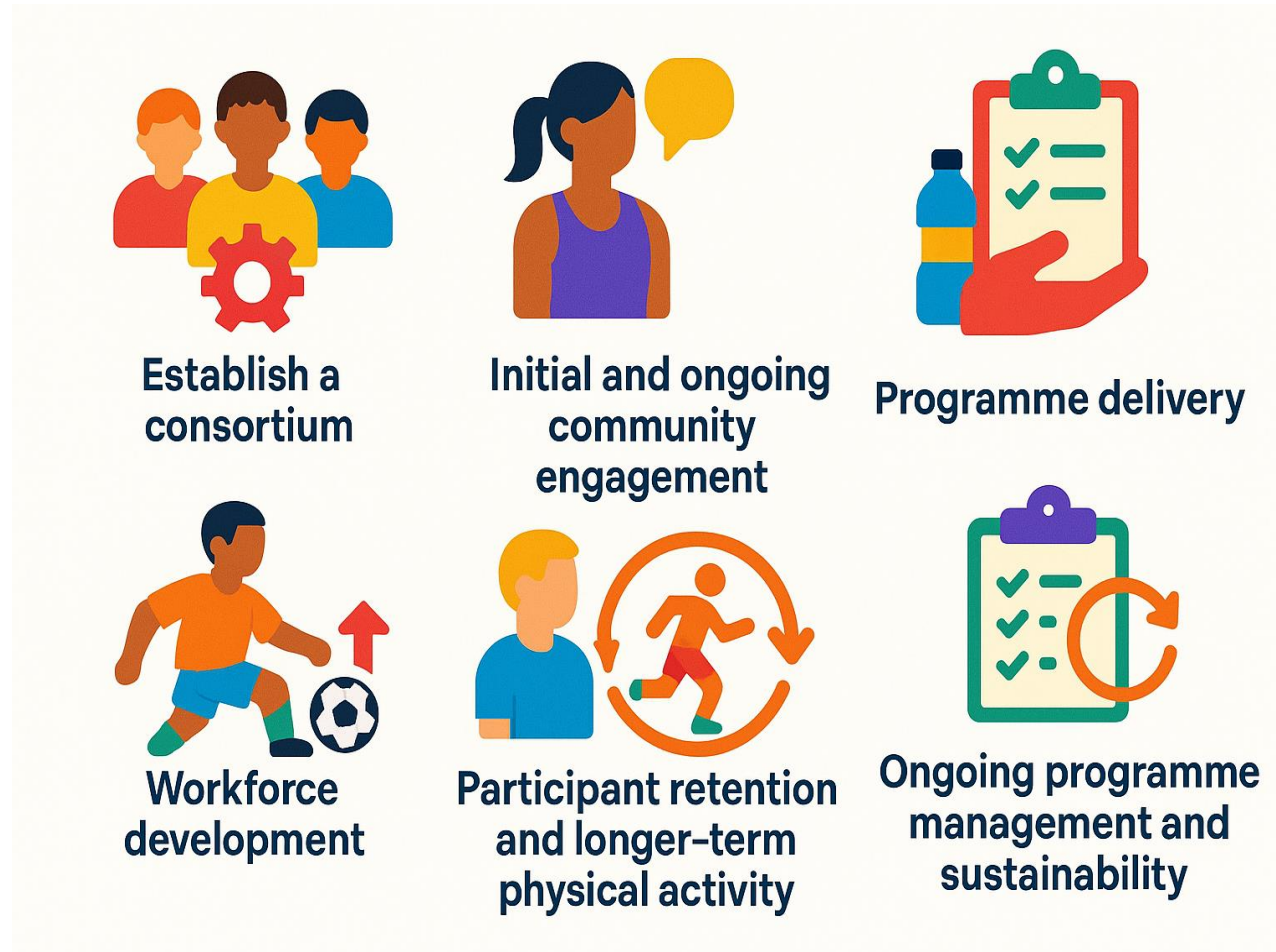 Establish a
consortium
Initial and ongoing
community
engagement
Programme delivery
Workforce
development
Participant retention
and longer-term
physical activity
Ongoing programme
management and
sustainability